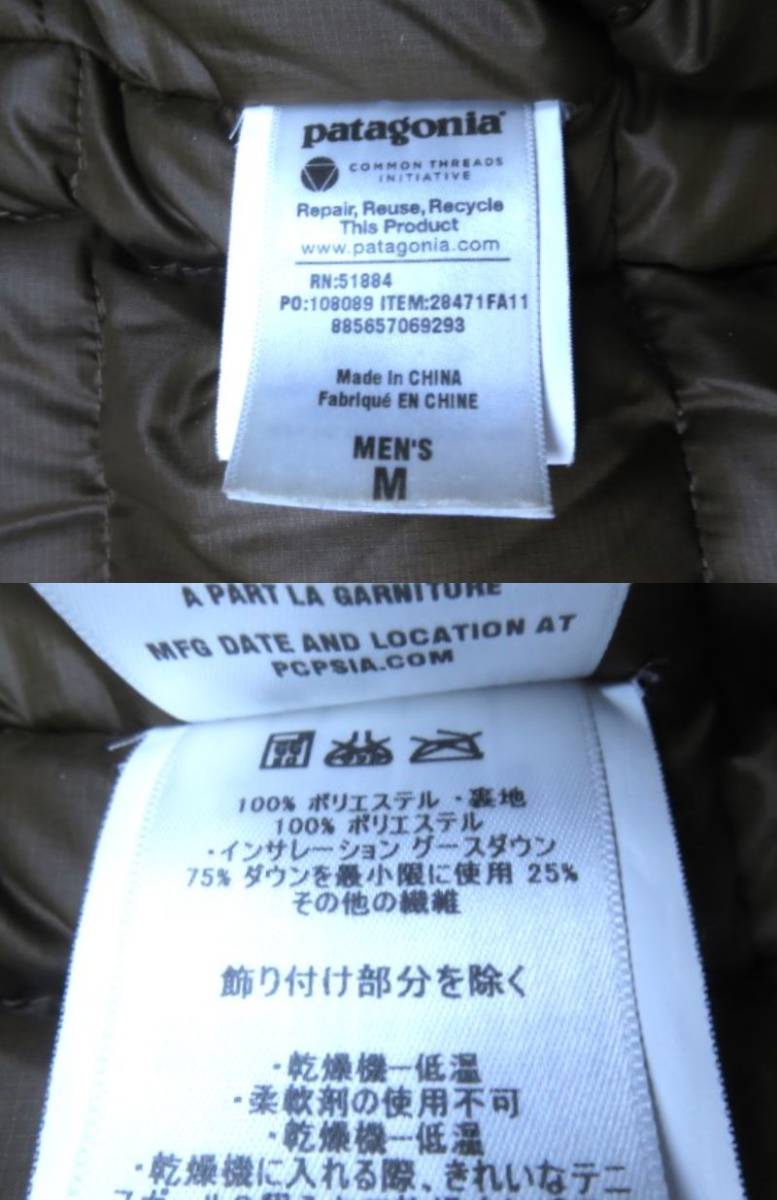 patagonia®
COMMON THREADS
INITIATIVE
Repair, Reuse, Recycle
This Product
www.patagonia.com
RN:51884
PO:108089 ITEM:28471FA11
885657069293
Made in CHINA
Fabriqué EN CHINE
MEN'S
M
A PART LA GARNITURE
MFG DATE AND LOCATION AT
PCPSIA.COM
100% ポリエステル ・裏地
100% ポリエステル
・インサレーション グースダウン
75% ダウンを最小限に使用 25%
その他の繊維
飾り付け部分を除く
・乾燥機ー低温
・柔軟剤の使用不可
・乾燥機ー低温
・乾燥機に入れる際、きれいなテニ